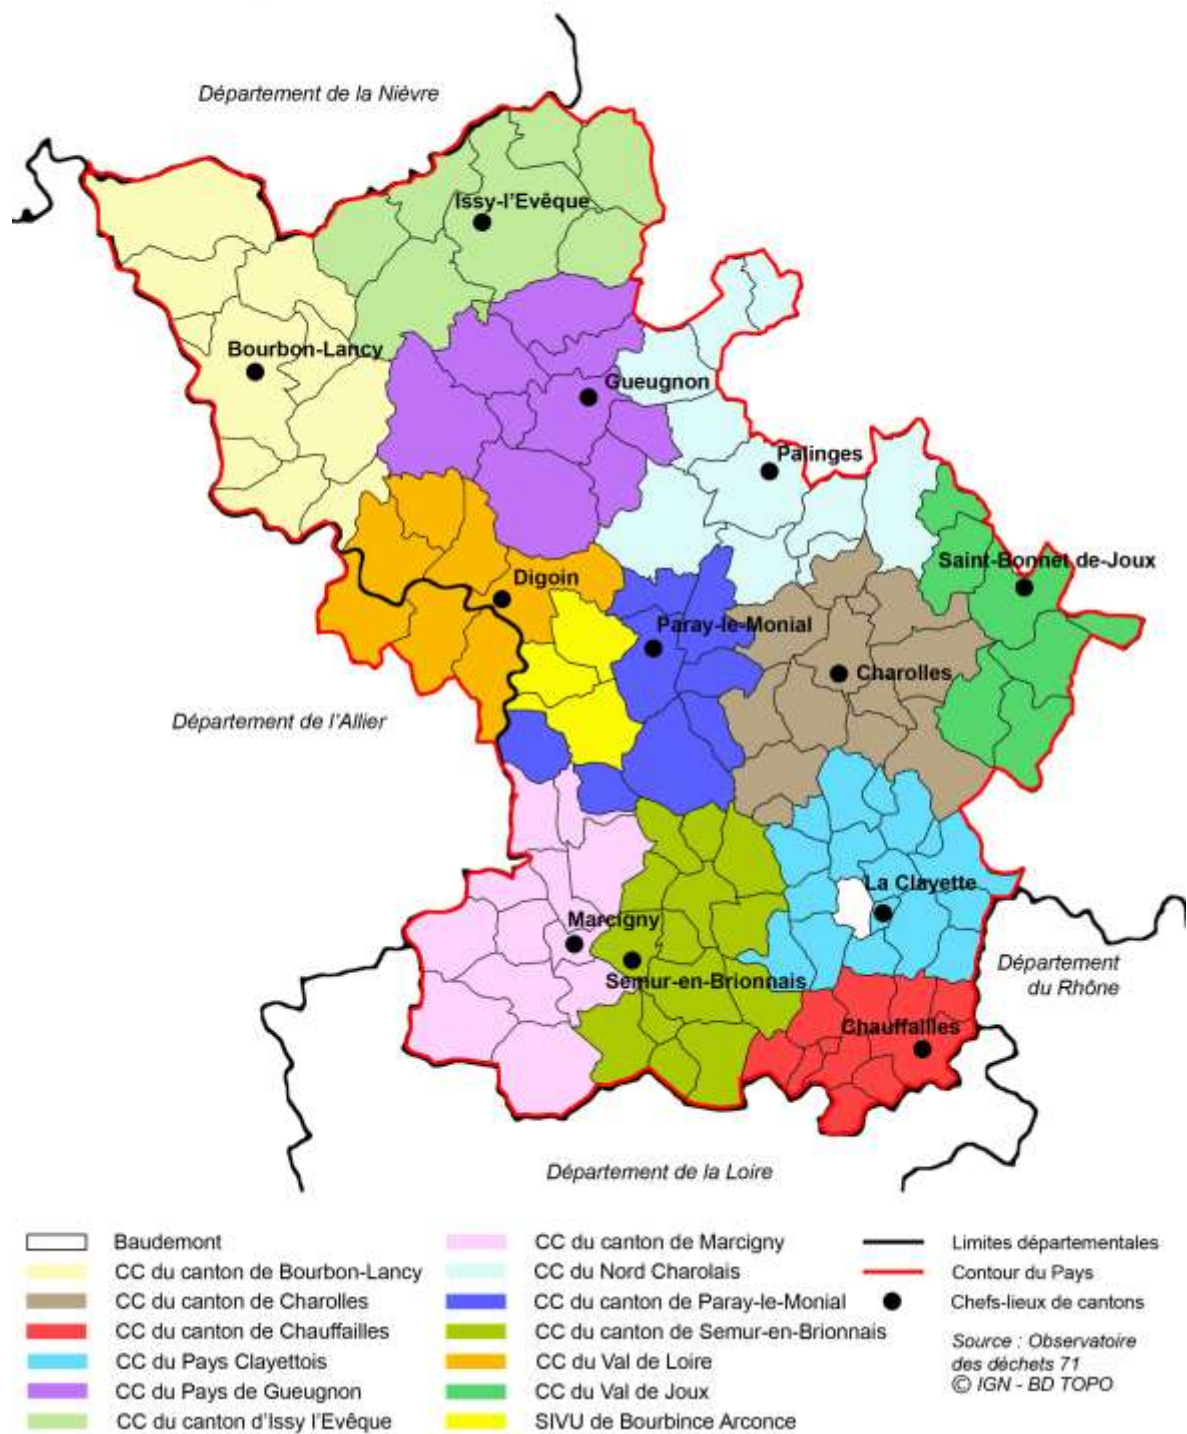 Département de la Nièvre
Issy-l'Evêque
Bourbon-Lancy
Gueugnon
Palinges
Saint-Bonnet-de-Joux
Digoin
Paray-le-Monial
Charolles
Département de l'Allier
La Clayette
Marcigny
Semur-en-Brionnais
Département
du Rhône
Chauffailles
Département de la Loire
Baudemont
CC du canton de Bourbon-Lancy
CC du canton de Charolles
CC du canton de Chauffailles
CC du Pays Clayettois
CC du Pays de Gueugnon
CC du canton d'Issy l'Evêque
CC du canton de Marcigny
CC du Nord Charolais
CC du canton de Paray-le-Monial
CC du canton de Semur-en-Brionnais
CC du Val de Loire
CC du Val de Joux
SIVU de Bourbince Arconce
Limites départementales
Contour du Pays
Chefs-lieux de cantons
Source : Observatoire
des déchets 71
© IGN - BD TOPO